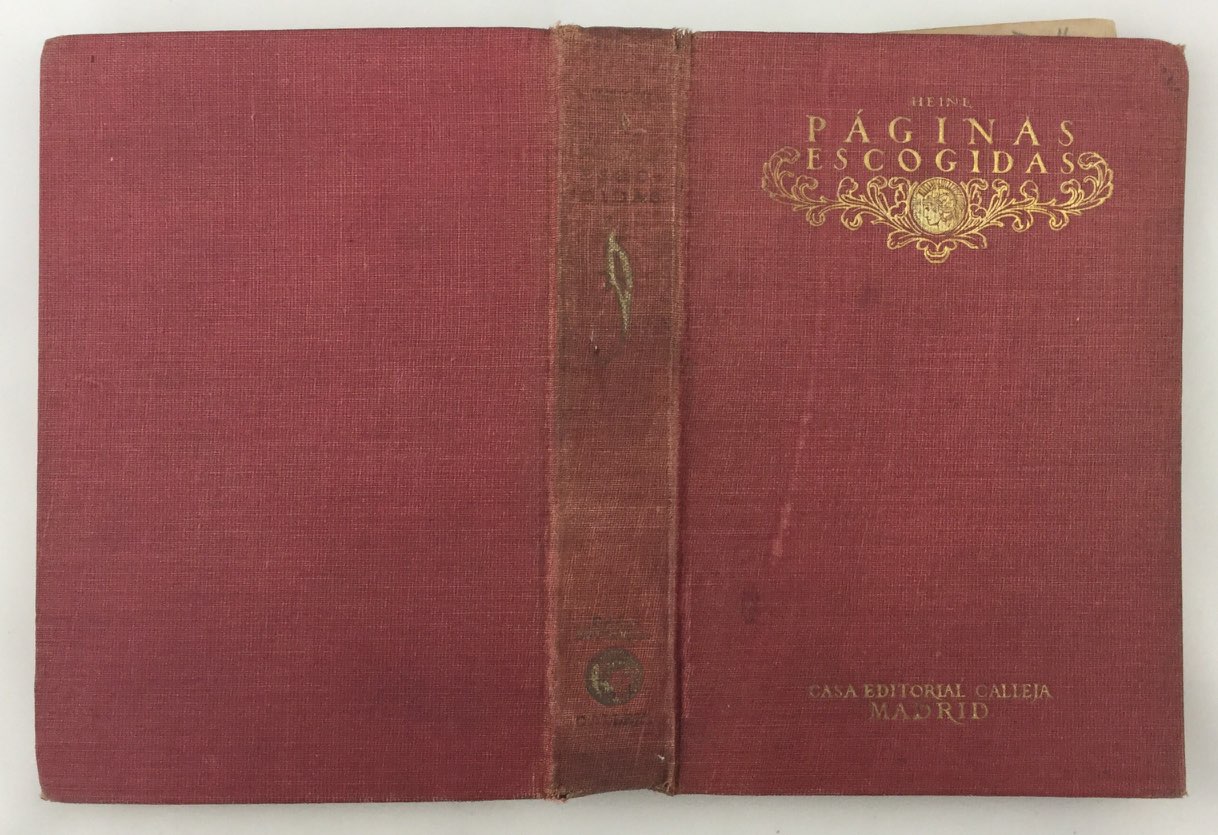 HEINE
PÁGINAS
ESCOGIDAS
CASA EDITORIAL CALLEJA
MADRID